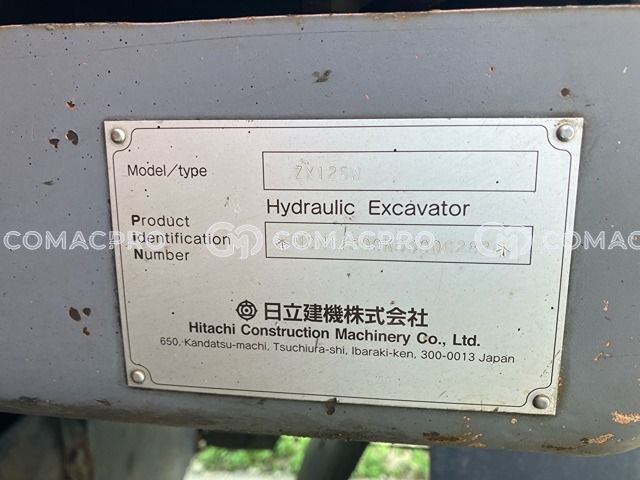 Model/type ZX125W
Hydraulic Excavator
Product
Identification
Number
日立建機株式会社
Hitachi Construction Machinery Co., Ltd.
650, Kandatsu-machi, Tsuchiura-shi, Ibaraki-ken, 300-0013 Japan
COMACPRO COMACPRO COMACPRO